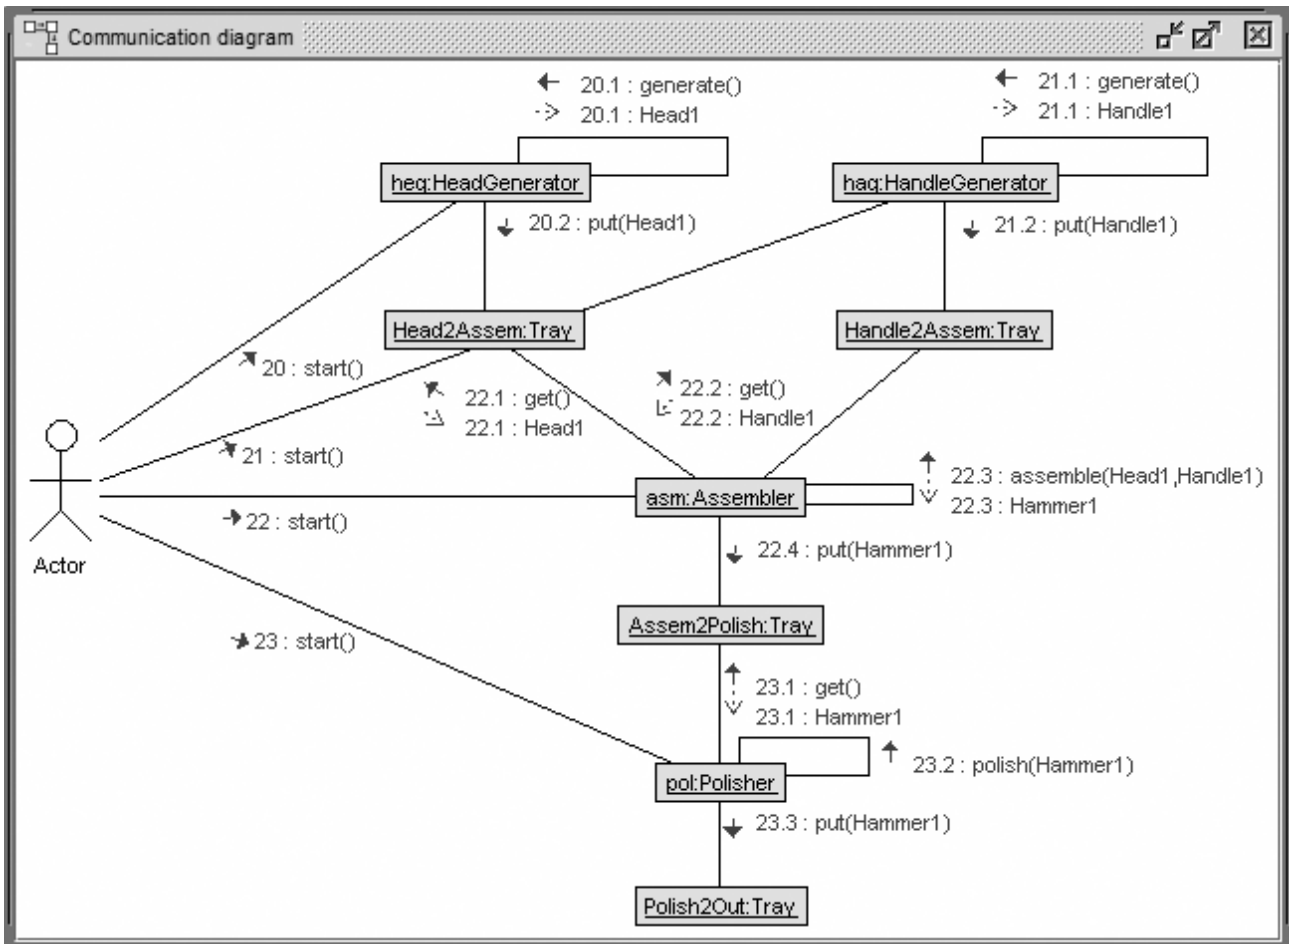 Communication diagram
20.1 : generate()
20.1 : Head1
21.1 : generate()
21.1 : Handle1
heg:HeadGenerator
hag:HandleGenerator
20.2 : put(Head1)
21.2 : put(Handle1)
Head2Assem:Tray
Handle2Assem:Tray
20 : start()
22.1 : get()
22.1 : Head1
22.2 : get()
22.2 : Handle1
21 : start()
asm:Assembler
22.3 : assemble(Head1,Handle1)
22.3 : Hammer1
22 : start()
22.4 : put(Hammer1)
Actor
Assem2Polish:Tray
23 : start()
23.1 : get()
23.1 : Hammer1
23.2 : polish(Hammer1)
pol:Polisher
23.3 : put(Hammer1)
Polish2Out:Tray